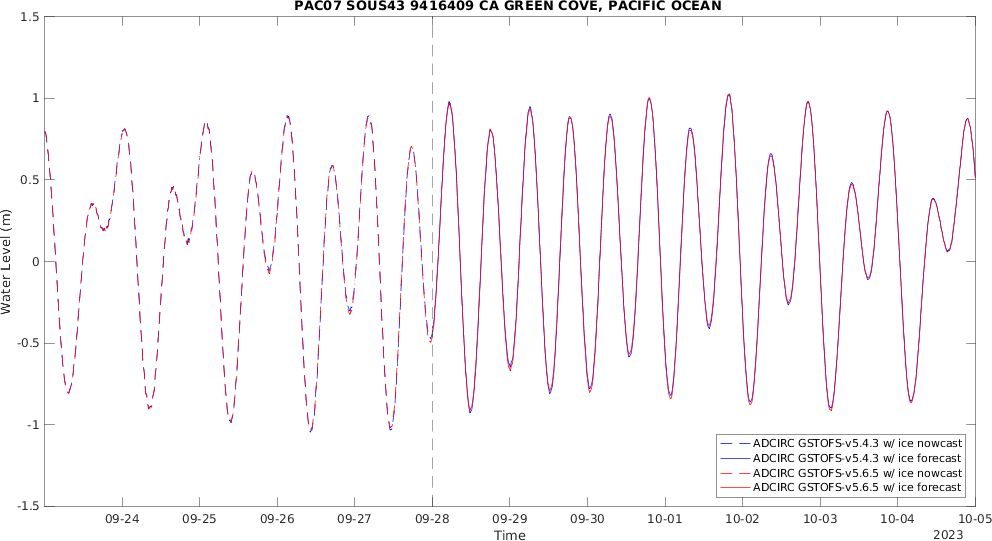 PAC07 SOUS43 9416409 CA GREEN COVE, PACIFIC OCEAN
1.5
1
0.5
0
-0.5
-1
-1.5
Water Level (m)
09-24 09-25 09-26 09-27 09-28 09-29 09-30 10-01 10-02 10-03 10-04 10-05
Time
2023
ADCIRC GSTOFS-v5.4.3 w/ ice nowcast
ADCIRC GSTOFS-v5.4.3 w/ ice forecast
ADCIRC GSTOFS-v5.6.5 w/ ice nowcast
ADCIRC GSTOFS-v5.6.5 w/ ice forecast